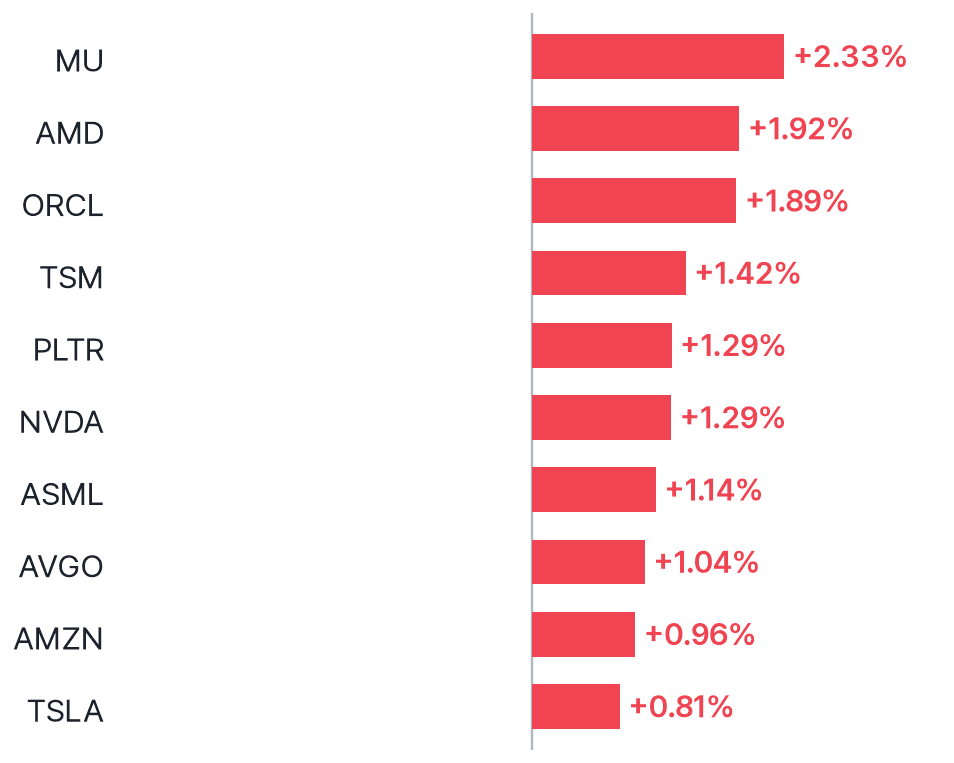 MU +2.33%
AMD +1.92%
ORCL +1.89%
TSM +1.42%
PLTR +1.29%
NVDA +1.29%
ASML +1.14%
AVGO +1.04%
AMZN +0.96%
TSLA +0.81%